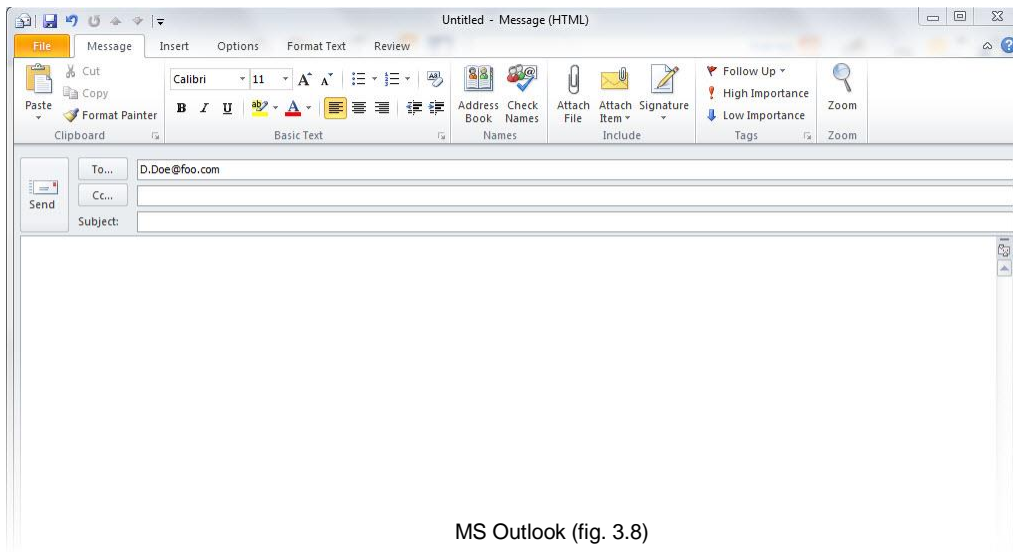 Untitled - Message (HTML)
File Message Insert Options Format Text Review
Cut
Copy
Format Painter
Paste
Clipboard
Calibri 11
B I U
Basic Text
Address Book
Check Names
Names
Attach File
Attach Item
Signature
Include
Follow Up
High Importance
Low Importance
Tags
Zoom
Zoom
Send
To... D.Doe@foo.com
Cc...
Subject:
MS Outlook (fig. 3.8)